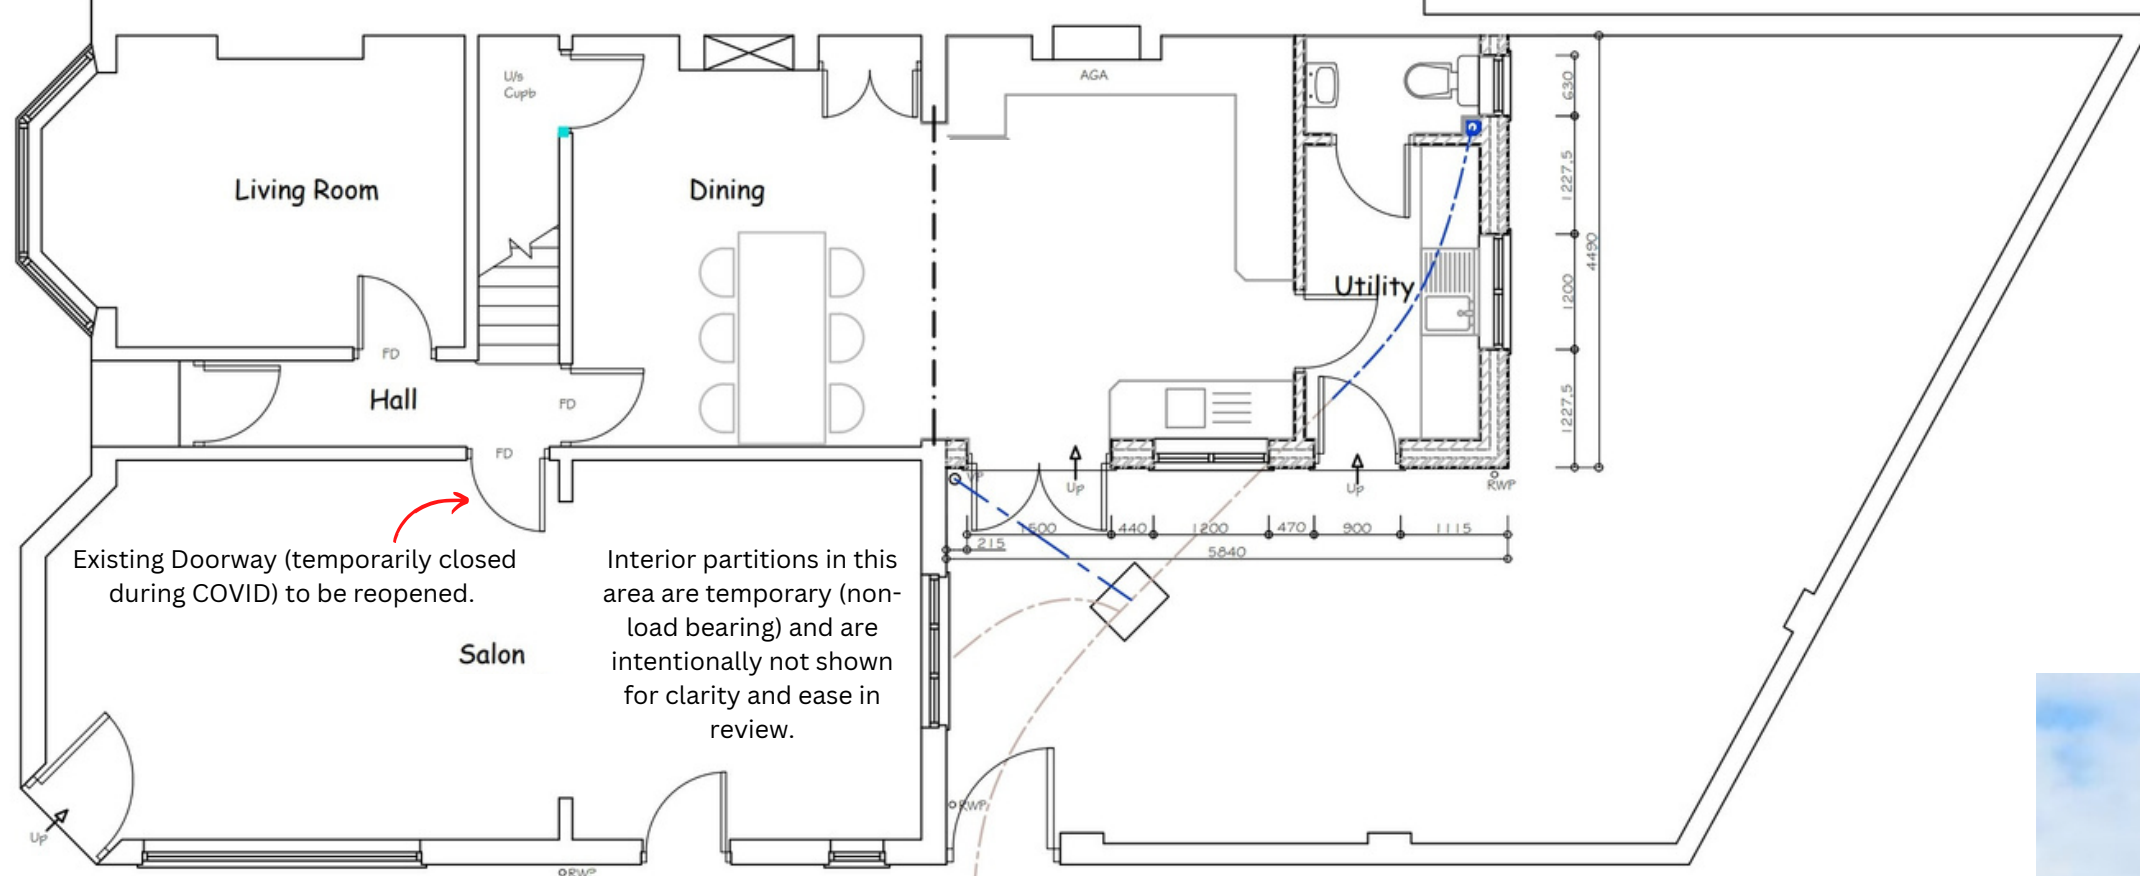 U/s
Cupb
AGA
Living Room
Dining
Utility
FD
Hall
FD
FD
630
1227.5
1200
1227.5
4490
Up
Up
VP
RWP
1500
440
1200
470
900
1115
215
5840
Existing Doorway (temporarily closed
during COVID) to be reopened.
Interior partitions in this
area are temporary (non-
load bearing) and are
intentionally not shown
for clarity and ease in
review.
Salon
Up
RWP
RWP